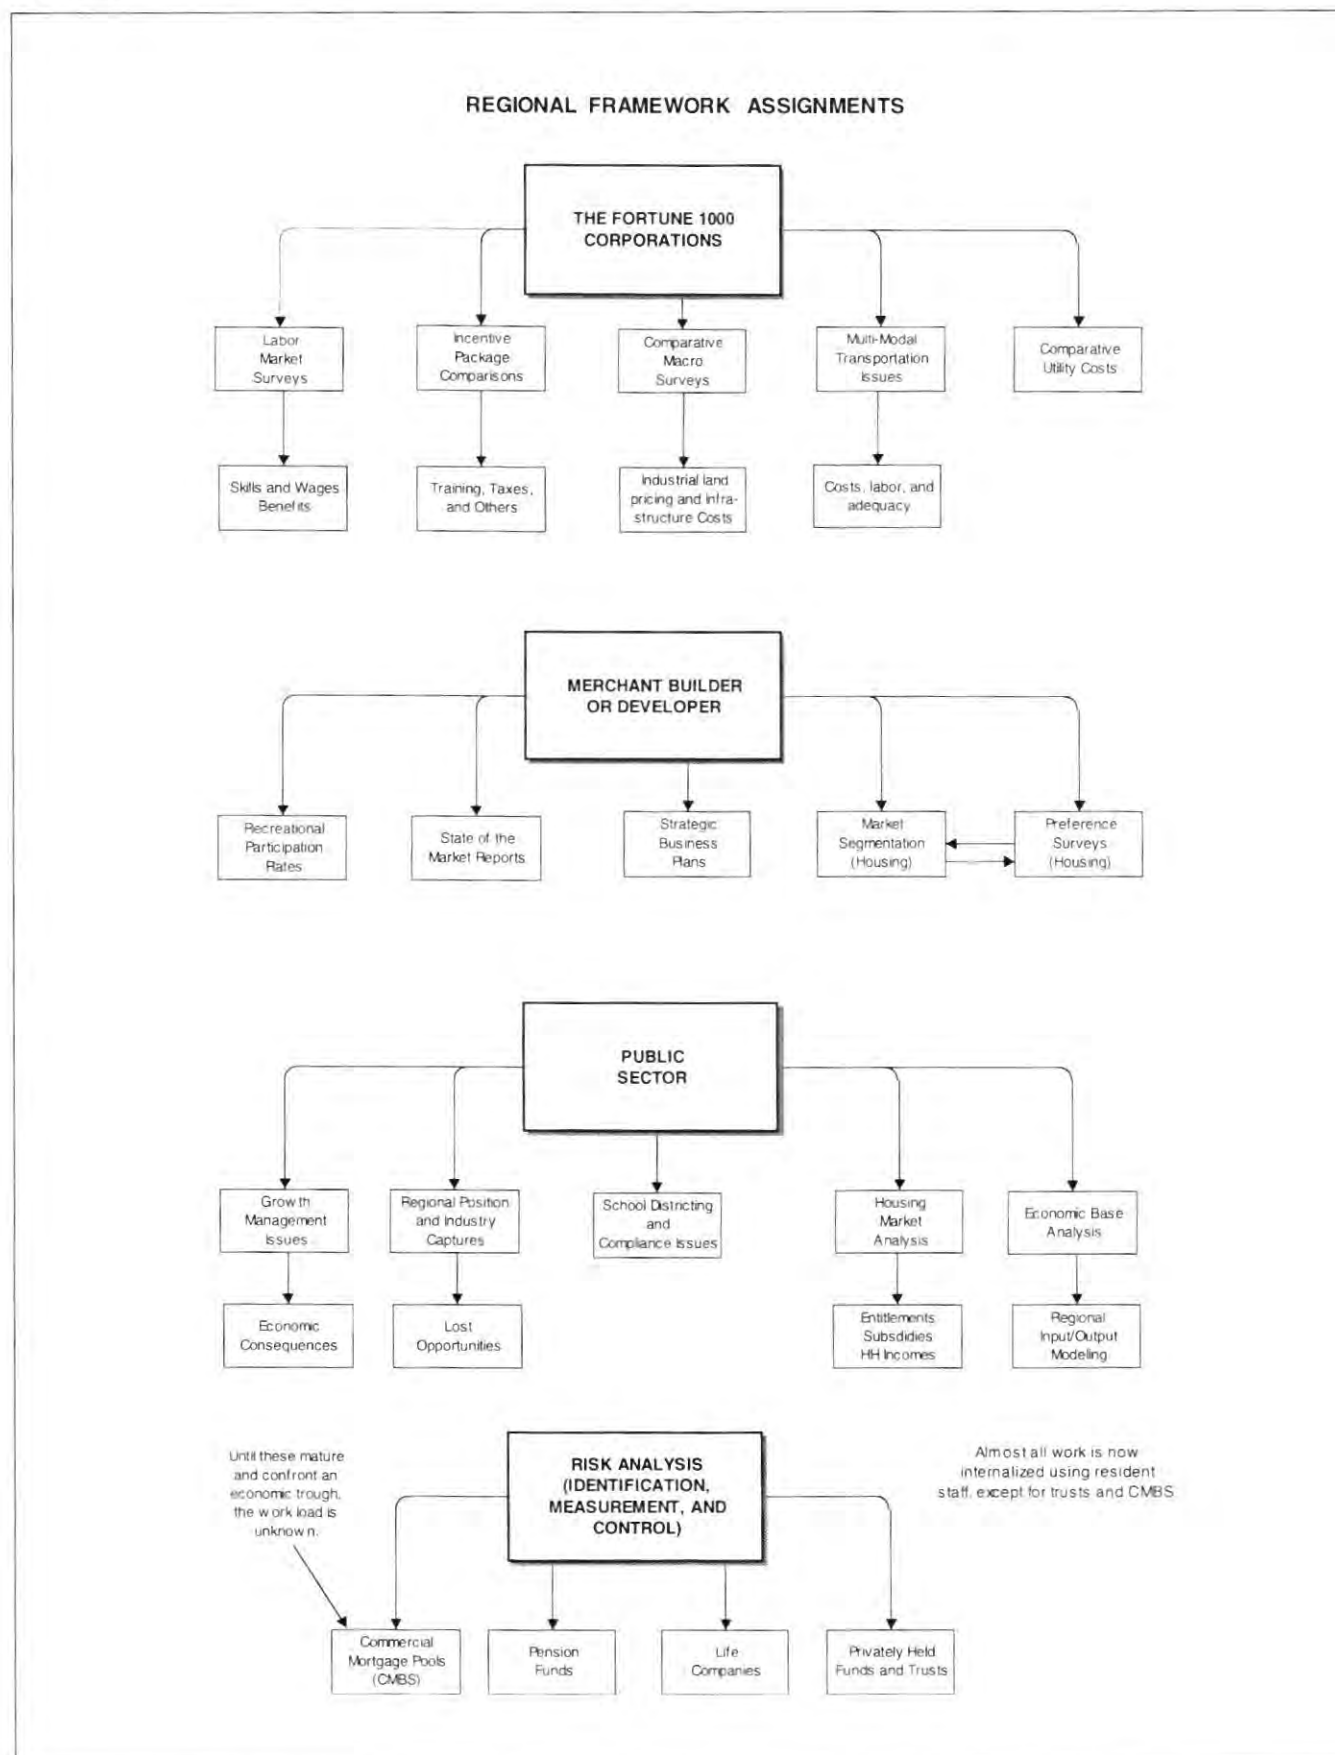 REGIONAL FRAMEWORK ASSIGNMENTS
THE FORTUNE 1000
CORPORATIONS
Labor
Market
Surveys
Incentive
Package
Comparisons
Comparative
Macro
Surveys
Multi-Modal
Transportation
Issues
Comparative
Utility Costs
Skills and Wages
Benefits
Training, Taxes,
and Others
Industrial land
pricing and Infra-
structure Costs
Costs, labor, and
adequacy
MERCHANT BUILDER
OR DEVELOPER
Recreational
Participation
Rates
State of the
Market Reports
Strategic
Business
Plans
Market
Segmentation
(Housing)
Preference
Surveys
(Housing)
PUBLIC
SECTOR
Growth
Management
Issues
Regional Position
and Industry
Captures
School Districting
and
Compliance Issues
Housing
Market
Analysis
Economic Base
Analysis
Economic
Consequences
Lost
Opportunities
Entitlements
Subsdidies
HH Incomes
Regional
Input/Output
Modeling
Until these mature
and confront an
economic trough,
the work load is
unknown.
RISK ANALYSIS
(IDENTIFICATION,
MEASUREMENT, AND
CONTROL)
Almost all work is now
internalized using resident
staff, except for trusts and CMBS
Commercial
Mortgage Pools
(CMBS)
Pension
Funds
Life
Companies
Privately Held
Funds and Trusts